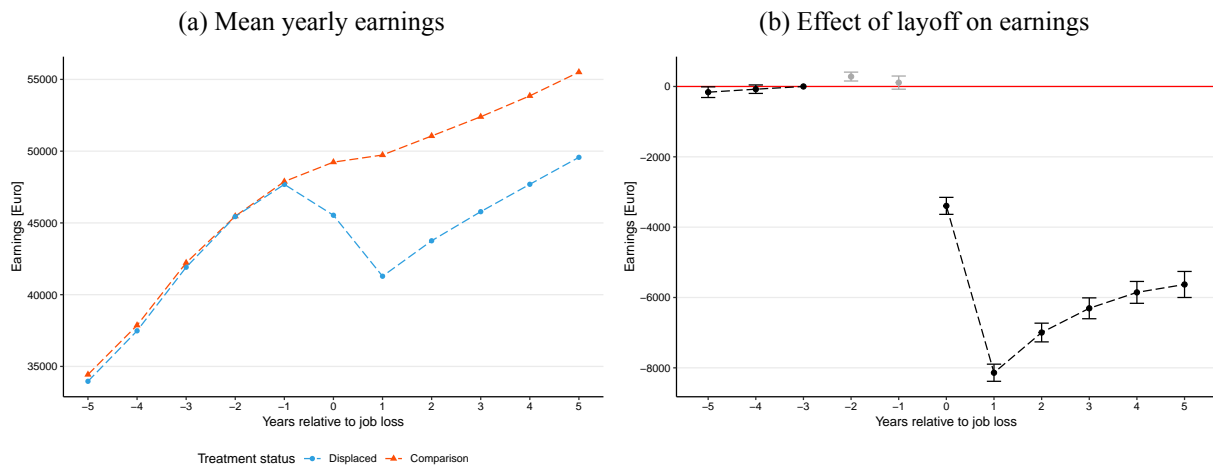 (a) Mean yearly earnings
55000
50000
45000
40000
35000
Earnings [Euro]
−5 −4 −3 −2 −1 0 1 2 3 4 5
Years relative to job loss
Treatment status Displaced Comparison
(b) Effect of layoff on earnings
0
−2000
−4000
−6000
−8000
Earnings [Euro]
−5 −4 −3 −2 −1 0 1 2 3 4 5
Years relative to job loss